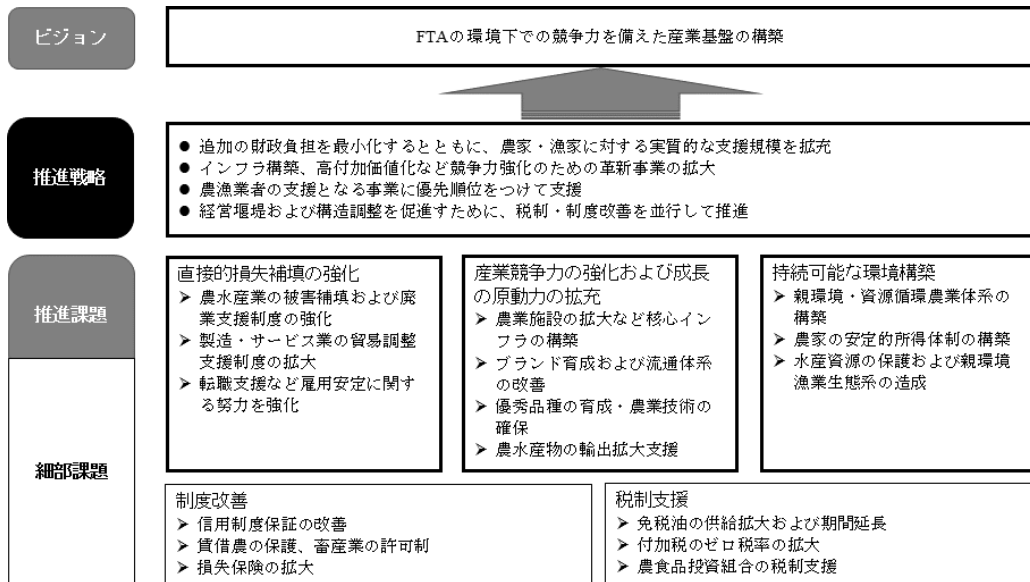 ビジョン
FTAの環境下での競争力を備えた産業基盤の構築
推進戦略
● 追加の財政負担を最小化するとともに、農家・漁家に対する実質的な支援規模を拡充
● インフラ構築、高付加価値化など競争力強化のための革新事業の拡大
● 農漁業者の支援となる事業に優先順位をつけて支援
● 経営堰堤および構造調整を促進すために、税制・制度改善を並行して推進
推進課題
細部課題
直接的損失補填の強化
➤ 農水産業の被害補填および廃
業支援制度の強化
➤ 製造・サービス業の貿易調整
支援制度の拡大
➤ 転職支援など雇用安定に関す
る努力を強化
産業競争力の強化および成長
の原動力の拡充
➤ 農業施設の拡大など核心イン
フラの構築
➤ ブランド育成および流通体系
の改善
➤ 優秀品種の育成・農業技術の
確保
➤ 農水産物の輸出拡大支援
持続可能な環境構築
➤ 親環境・資源循環農業体系の
構築
➤ 農家の安定的所得体制の構築
➤ 水産資源の保護および親環境
漁業生態系の造成
制度改善
➤ 信用制度保証の改善
➤ 賃借農の保護、畜産業の許可制
➤ 損失保険の拡大
税制支援
➤ 免税油の供給拡大および期間延長
➤ 付加税のゼロ税率の拡大
➤ 農食品投資組合の税制支援